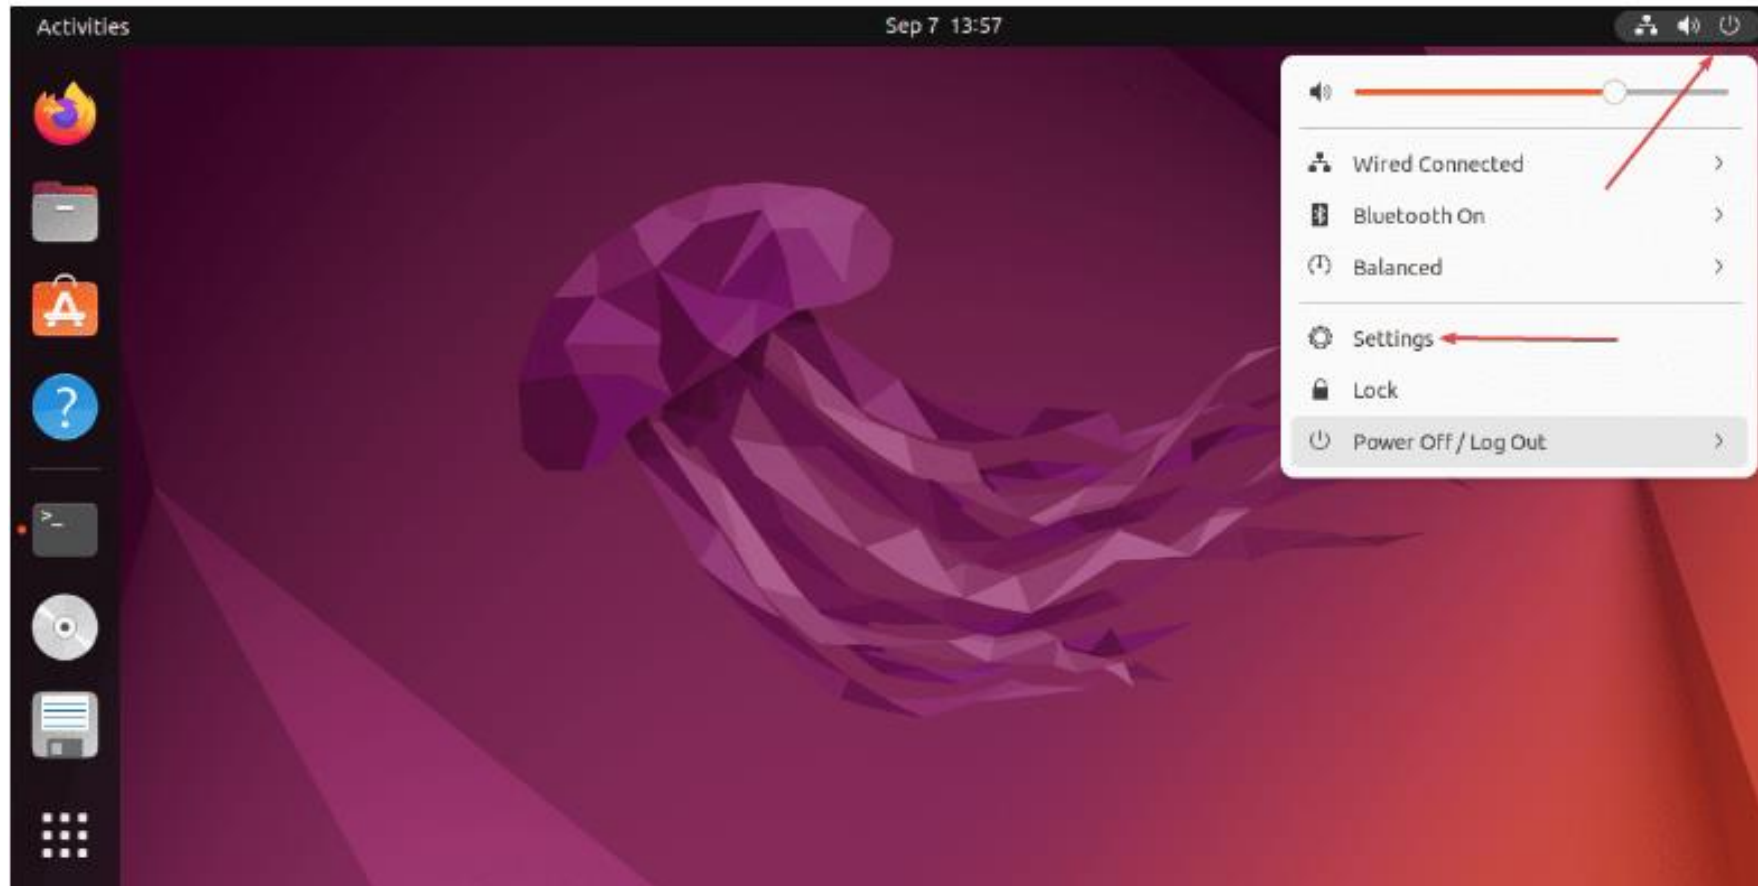 Activities
Sep 7 13:57
Wired Connected
Bluetooth On
Balanced
Settings
Lock
Power Off / Log Out